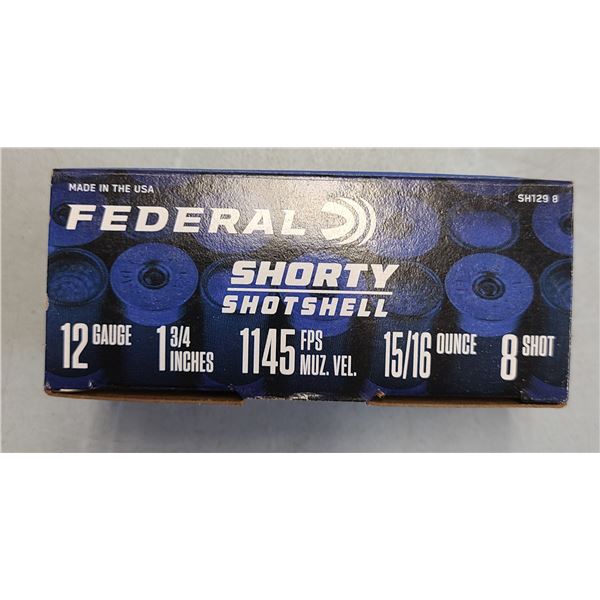 MADE IN THE USA
SH129 8
FEDERAL
SHORTY
SHOTSHELL
12 GAUGE
1 3/4 INCHES
1145 FPS MUZ. VEL.
15/16 OUNCE
8 SHOT